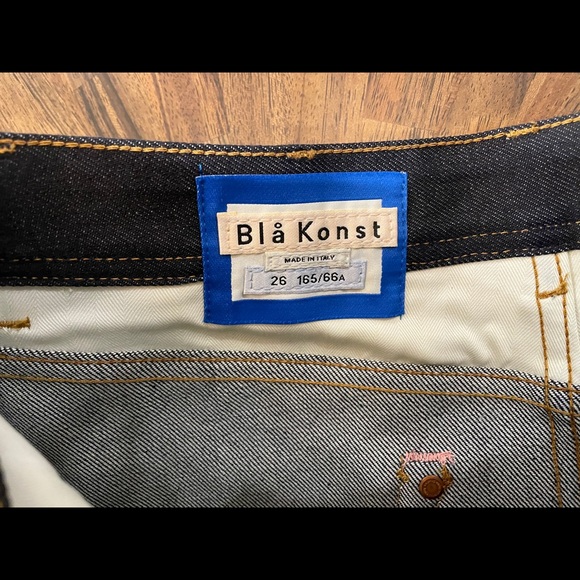 Blå Konst
MADE IN ITALY
26 165/66A